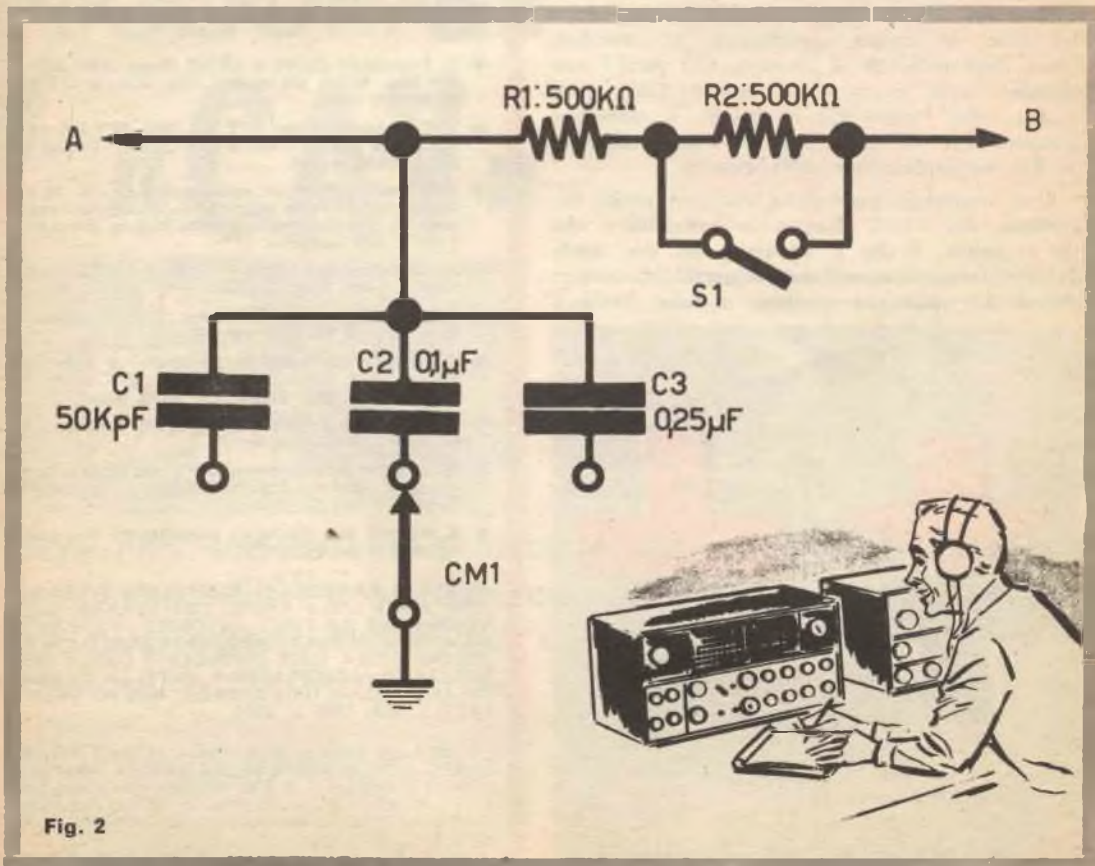 R1:500KΩ
R2:500KΩ
A
B
S1
C1
50KpF
C2
0,1µF
C3
0,25µF
CM1
Fig. 2